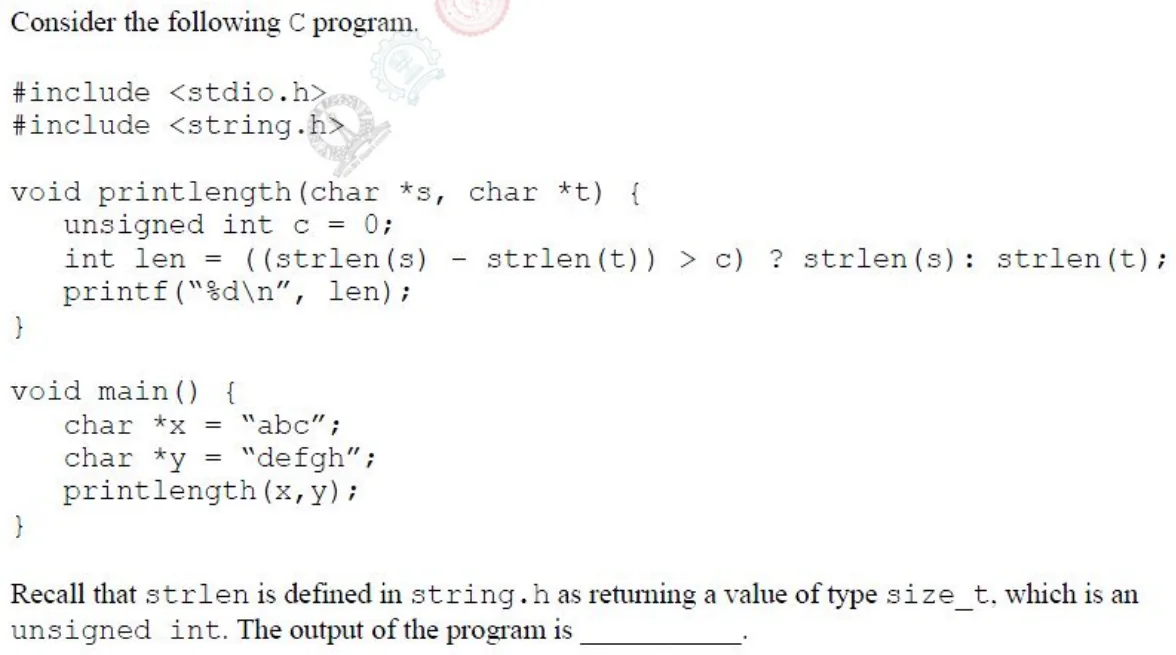 Consider the following C program.
#include <stdio.h>
#include <string.h>
void printlength(char *s, char *t) {
unsigned int c = 0;
int len = ((strlen(s) - strlen(t)) > c) ? strlen(s): strlen(t);
printf("%d\n", len);
}
void main() {
char *x = "abc";
char *y = "defgh";
printlength(x,y);
}
Recall that strlen is defined in string.h as returning a value of type size_t, which is an
unsigned int. The output of the program is ___________.